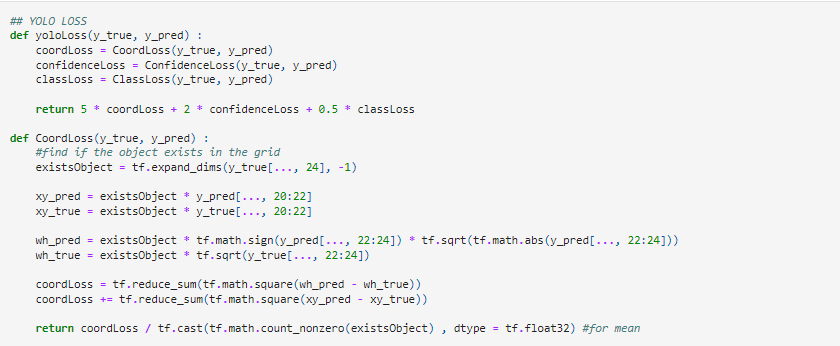 ## YOLO LOSS
def yoloLoss(y_true, y_pred) :
    coordLoss = CoordLoss(y_true, y_pred)
    confidenceLoss = ConfidenceLoss(y_true, y_pred)
    classLoss = ClassLoss(y_true, y_pred)

    return 5 * coordLoss + 2 * confidenceLoss + 0.5 * classLoss

def CoordLoss(y_true, y_pred) :
    #find if the object exists in the grid
    existsObject = tf.expand_dims(y_true[..., 24], -1)

    xy_pred = existsObject * y_pred[..., 20:22]
    xy_true = existsObject * y_true[..., 20:22]

    wh_pred = existsObject * tf.math.sign(y_pred[..., 22:24]) * tf.sqrt(tf.math.abs(y_pred[..., 22:24]))
    wh_true = existsObject * tf.sqrt(y_true[..., 22:24])

    coordLoss = tf.reduce_sum(tf.math.square(wh_pred - wh_true))
    coordLoss += tf.reduce_sum(tf.math.square(xy_pred - xy_true))

    return coordLoss / tf.cast(tf.math.count_nonzero(existsObject) , dtype = tf.float32) #for mean